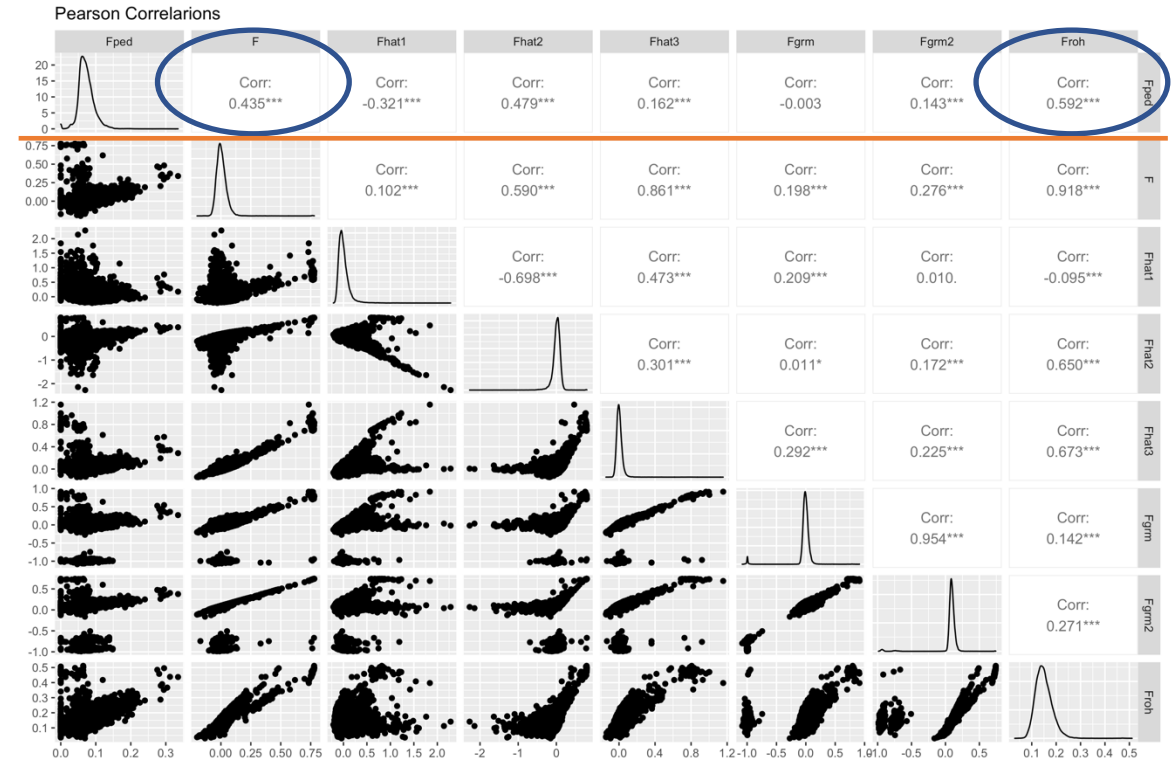 Pearson Correlarions
Fped F Fhat1 Fhat2 Fhat3 Fgrm Fgrm2 Froh
20
15
10
5
0
Corr: Corr: Corr: Corr: Corr: Corr: Corr:
0.435*** -0.321*** 0.479*** 0.162*** -0.003 0.143*** 0.592***
Fped
0.75
0.50
0.25
0.00
Corr: Corr: Corr: Corr: Corr: Corr:
0.102*** 0.590*** 0.861*** 0.198*** 0.276*** 0.918***
F
2.0
1.5
1.0
0.5
0.0
Corr: Corr: Corr: Corr: Corr:
-0.698*** 0.473*** 0.209*** 0.010. -0.095***
Fhat1
0
-1
-2
Corr: Corr: Corr: Corr:
0.301*** 0.011* 0.172*** 0.650***
Fhat2
1.2
0.8
0.4
0.0
Corr: Corr: Corr:
0.292*** 0.225*** 0.673***
Fhat3
1.0
0.5
0.0
-0.5
-1.0
Corr: Corr:
0.954*** 0.142***
Fgrm
0.5
0.0
-0.5
-1.0
Corr:
0.271***
Fgrm2
0.5
0.4
0.3
0.2
0.1
Froh
0.0 0.1 0.2 0.3 0.00 0.25 0.50 0.75 0.0 0.5 1.0 1.5 2.0 -2 -1 0 0.0 0.4 0.8 1.2 -1.0 -0.5 0.0 0.5 -0.5 0.0 0.5 0.1 0.2 0.3 0.4 0.5